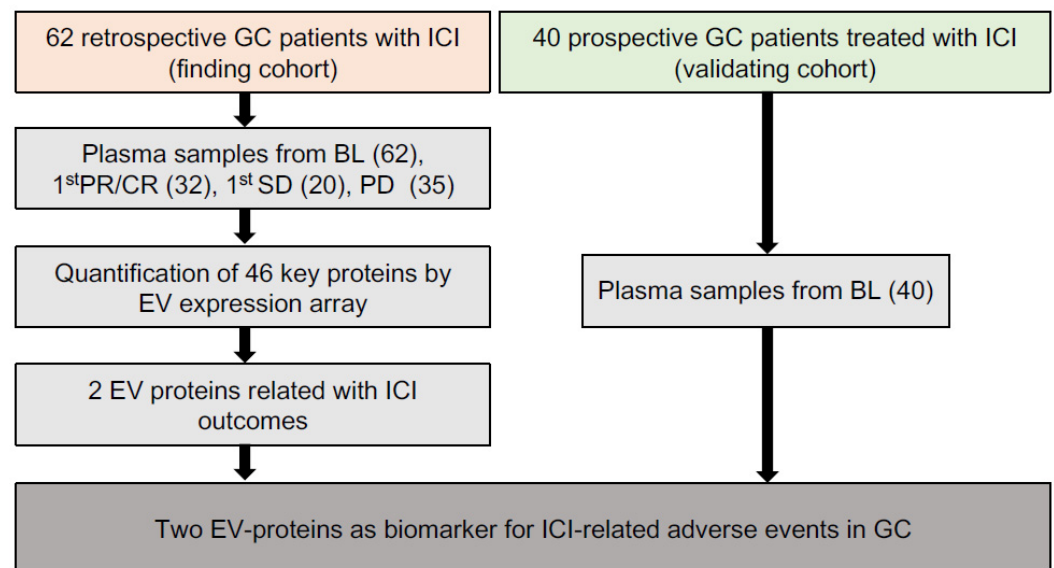 62 retrospective GC patients with ICI
(finding cohort)
40 prospective GC patients treated with ICI
(validating cohort)
Plasma samples from BL (62),
1stPR/CR (32), 1st SD (20), PD (35)
Quantification of 46 key proteins by
EV expression array
Plasma samples from BL (40)
2 EV proteins related with ICI
outcomes
Two EV-proteins as biomarker for ICI-related adverse events in GC